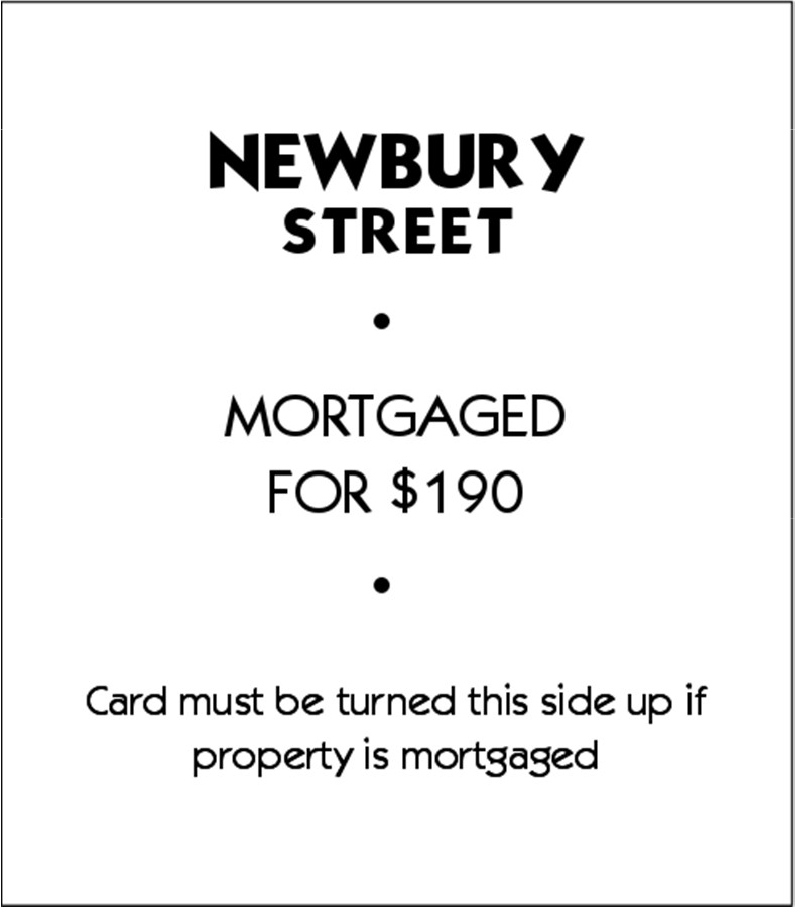 NEWBURY
STREET
•
MORTGAGED
FOR $190
•
Card must be turned this side up if
property is mortgaged